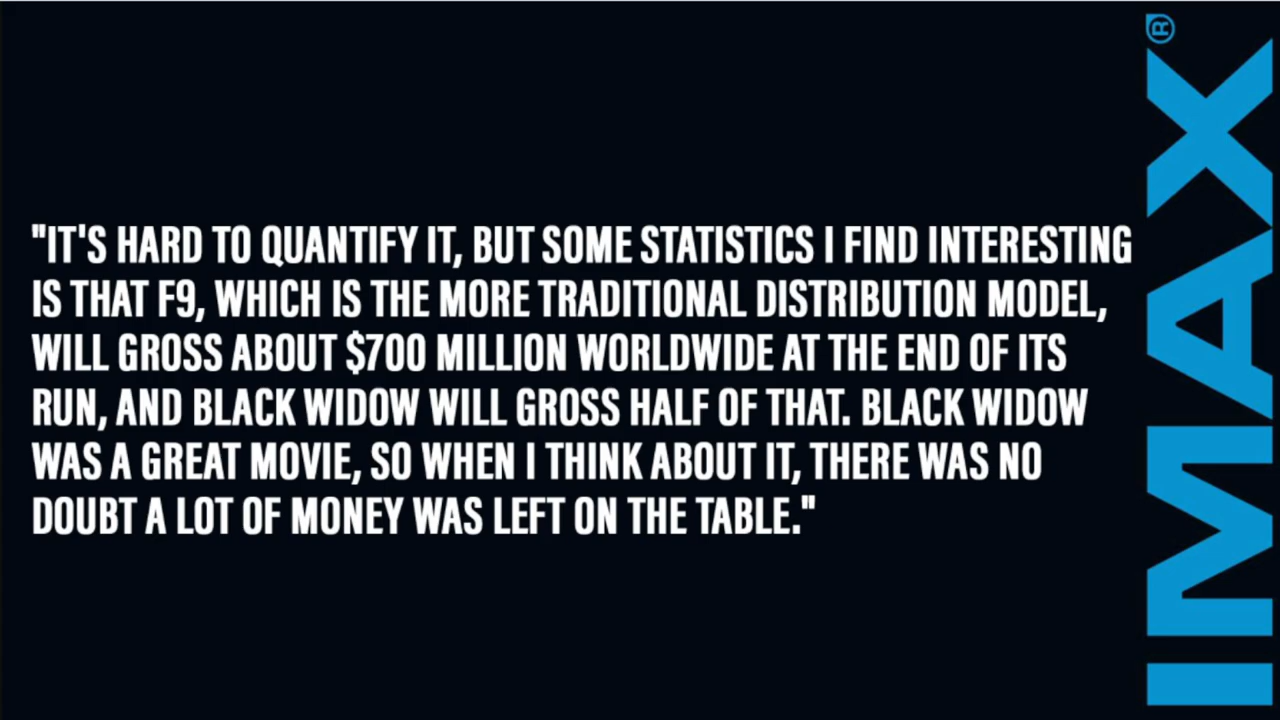 "IT'S HARD TO QUANTIFY IT, BUT SOME STATISTICS I FIND INTERESTING
IS THAT F9, WHICH IS THE MORE TRADITIONAL DISTRIBUTION MODEL,
WILL GROSS ABOUT $700 MILLION WORLDWIDE AT THE END OF ITS
RUN, AND BLACK WIDOW WILL GROSS HALF OF THAT. BLACK WIDOW
WAS A GREAT MOVIE, SO WHEN I THINK ABOUT IT, THERE WAS NO
DOUBT A LOT OF MONEY WAS LEFT ON THE TABLE."
IMAX®